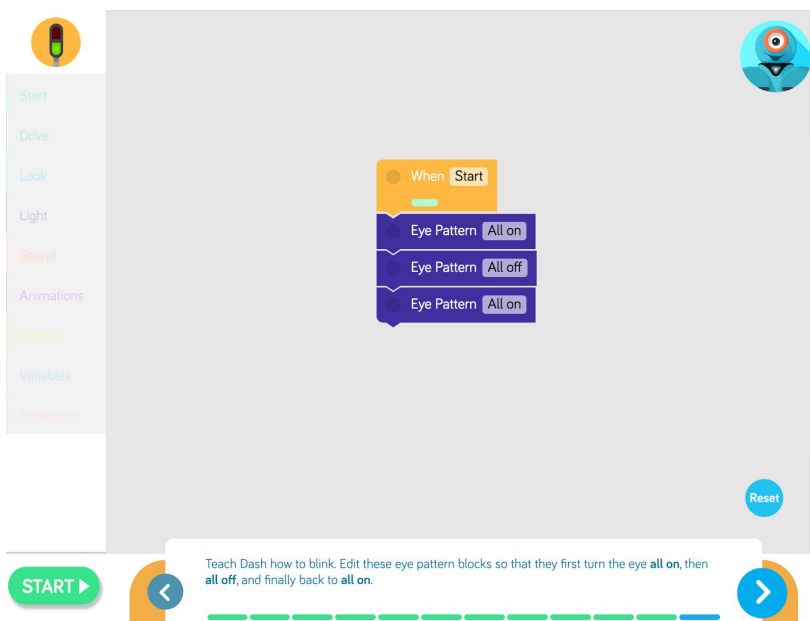 Start
Drive
Look
Light
Sound
Animations
Control
Variables
Accessory
When Start
Eye Pattern All on
Eye Pattern All off
Eye Pattern All on
Reset
Teach Dash how to blink. Edit these eye pattern blocks so that they first turn the eye all on, then
all off, and finally back to all on.
START